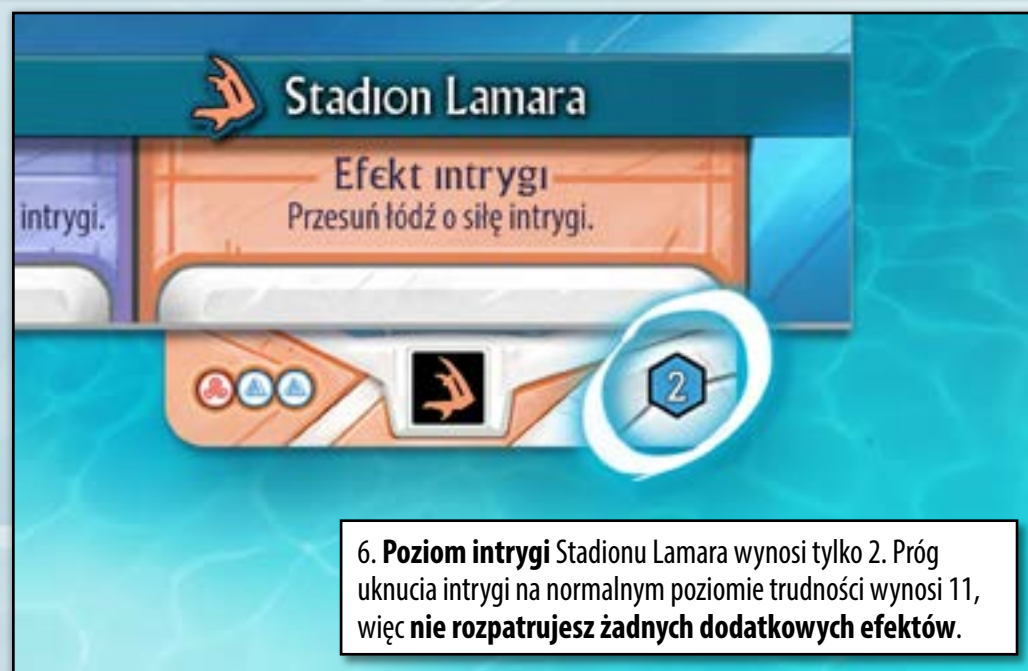 Stadion Lamara
Efekt intrygi
intrygi.
Przesuń łódź o siłę intrygi.
2
6. Poziom intrygi Stadionu Lamara wynosi tylko 2. Próg
uknucia intrygi na normalnym poziomie trudności wynosi 11,
więc nie rozpatrujesz żadnych dodatkowych efektów.